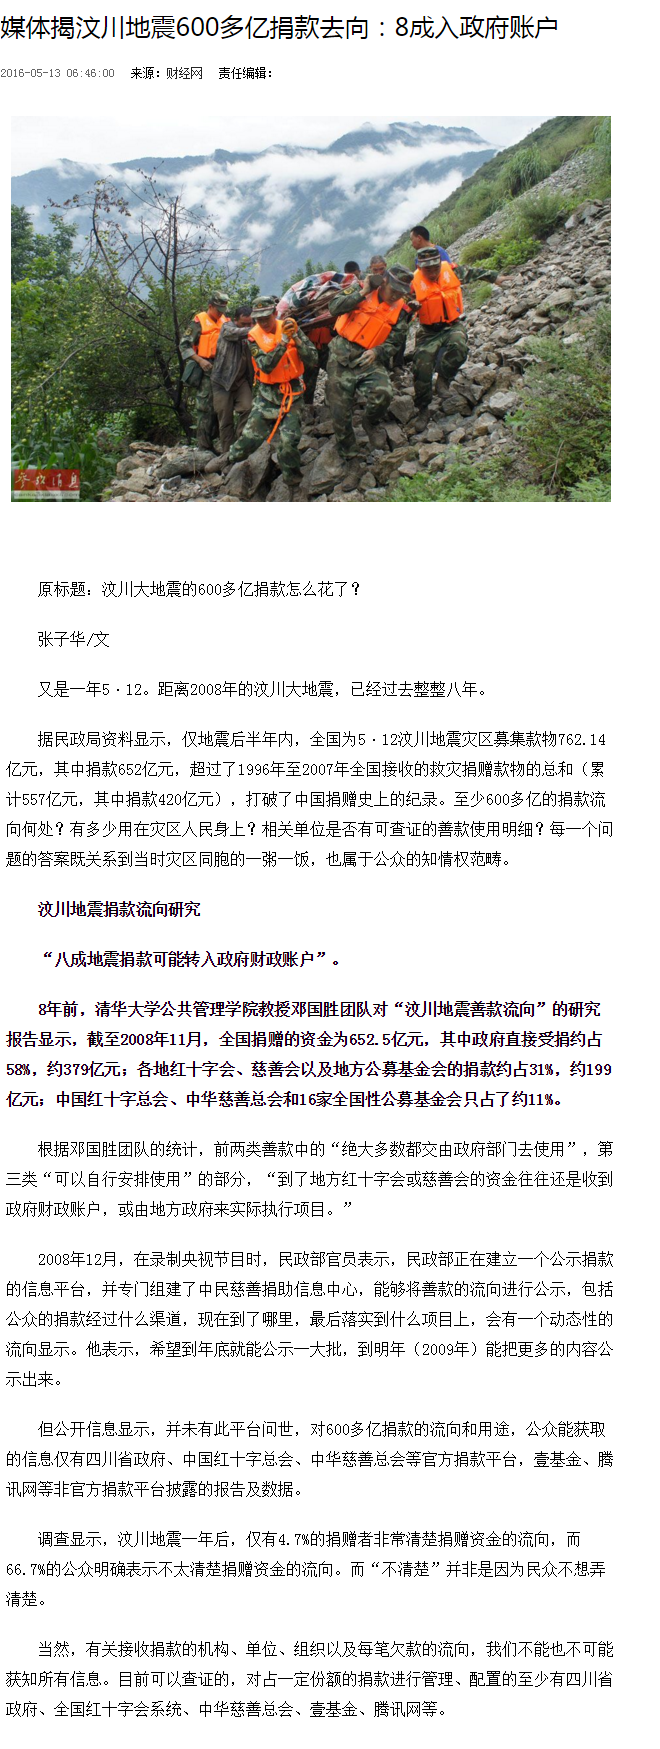 媒体揭汶川地震600多亿捐款去向：8成入政府账户
2016-05-13 06:46:00 来源：财经网 责任编辑：
参考消息
原标题：汶川大地震的600多亿捐款怎么花了？
张子华/文
又是一年5·12。距离2008年的汶川大地震，已经过去整整八年。
据民政局资料显示，仅地震后半年内，全国为5·12汶川地震灾区募集款物762.14
亿元，其中捐款652亿元，超过了1996年至2007年全国接收的救灾捐赠款物的总和（累
计557亿元，其中捐款420亿元），打破了中国捐赠史上的纪录。至少600多亿的捐款流
向何处？有多少用在灾区人民身上？相关单位是否有可查证的善款使用明细？每一个问
题的答案既关系到当时灾区同胞的一粥一饭，也属于公众的知情权范畴。
汶川地震捐款流向研究
“八成地震捐款可能转入政府财政账户”。
8年前，清华大学公共管理学院教授邓国胜团队对“汶川地震善款流向”的研究
报告显示，截至2008年11月，全国捐赠的资金为652.5亿元，其中政府直接受捐约占
58%，约379亿元；各地红十字会、慈善会以及地方公募基金会的捐款约占31%，约199
亿元；中国红十字总会、中华慈善总会和16家全国性公募基金会只占了约11%。
根据邓国胜团队的统计，前两类善款中的“绝大多数都交由政府部门去使用”，第
三类“可以自行安排使用”的部分，“到了地方红十字会或慈善会的资金往往还是收到
政府财政账户，或由地方政府来实际执行项目。”
2008年12月，在录制央视节目时，民政部官员表示，民政部正在建立一个公示捐款
的信息平台，并专门组建了中民慈善捐助信息中心，能够将善款的流向进行公示，包括
公众的捐款经过什么渠道，现在到了哪里，最后落实到什么项目上，会有一个动态性的
流向显示。他表示，希望到年底就能公示一大批，到明年（2009年）能把更多的内容公
示出来。
但公开信息显示，并未有此平台问世，对600多亿捐款的流向和用途，公众能获取
的信息仅有四川省政府、中国红十字总会、中华慈善总会等官方捐款平台，壹基金、腾
讯网等非官方捐款平台披露的报告及数据。
调查显示，汶川地震一年后，仅有4.7%的捐赠者非常清楚捐赠资金的流向，而
66.7%的公众明确表示不太清楚捐赠资金的流向。而“不清楚”并非是因为民众不想弄
清楚。
当然，有关接收捐款的机构、单位、组织以及每笔欠款的流向，我们不能也不可能
获知所有信息。目前可以查证的，对占一定份额的捐款进行管理、配置的至少有四川省
政府、全国红十字会系统、中华慈善总会、壹基金、腾讯网等。